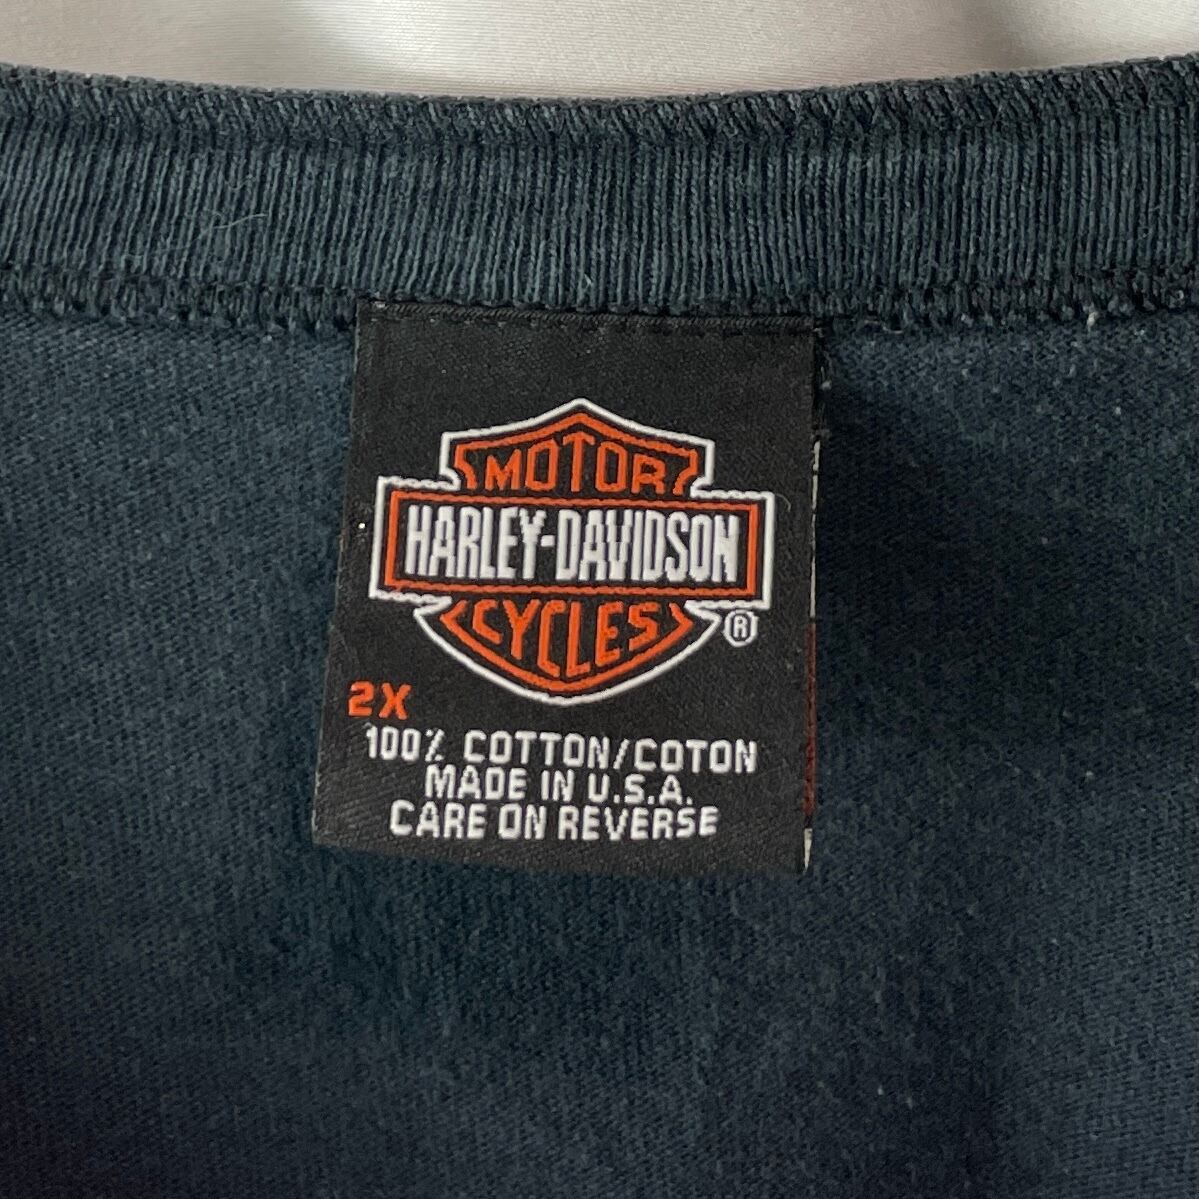 MOTOR
HARLEY-DAVIDSON
CYCLES
®
2X
100% COTTON/COTON
MADE IN U.S.A.
CARE ON REVERSE